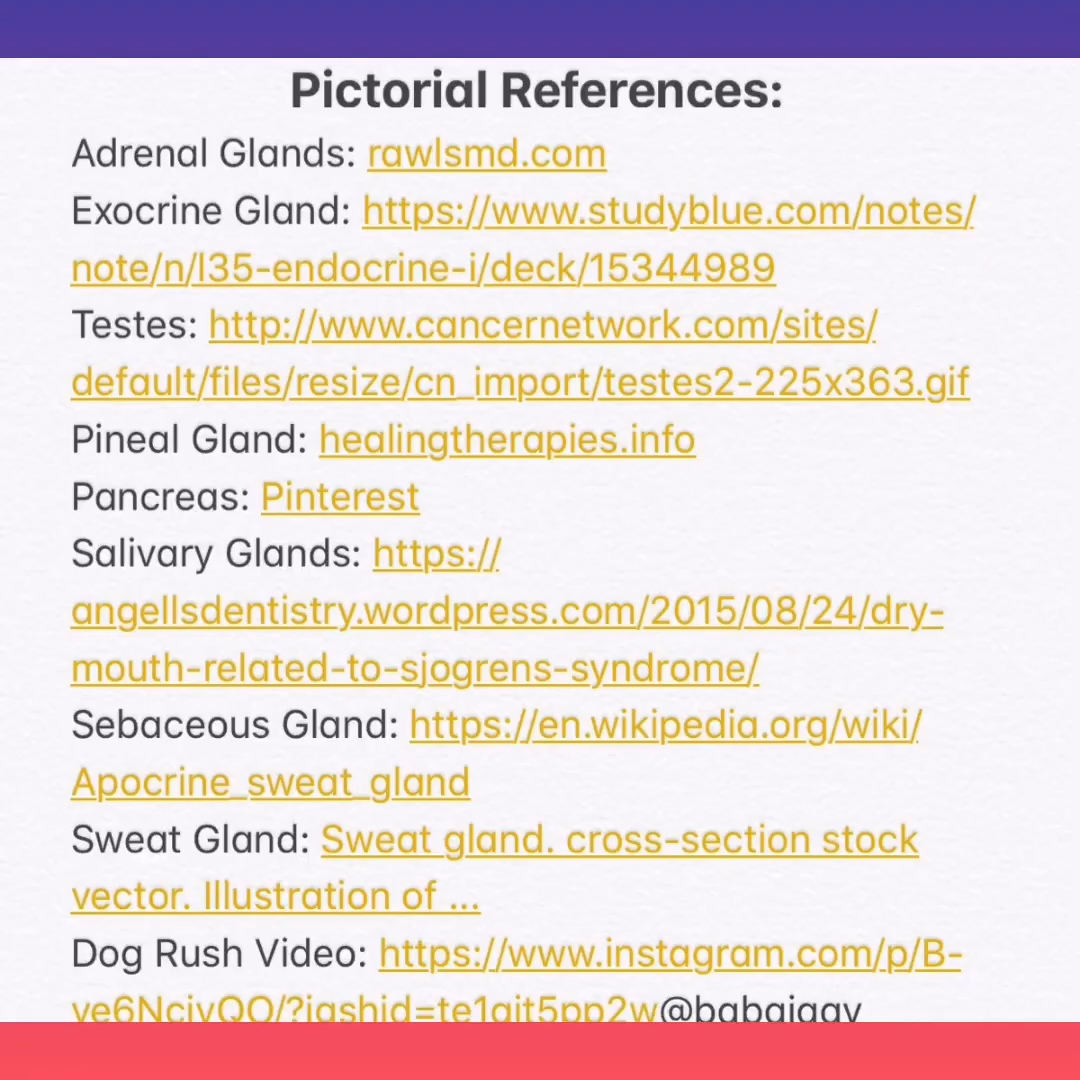 Pictorial References:
Adrenal Glands: rawlsmd.com
Exocrine Gland: https://www.studyblue.com/notes/
note/n/l35-endocrine-i/deck/15344989
Testes: http://www.cancernetwork.com/sites/
default/files/resize/cn_import/testes2-225x363.gif
Pineal Gland: healingtherapies.info
Pancreas: Pinterest
Salivary Glands: https://
angellsdentistry.wordpress.com/2015/08/24/dry-
mouth-related-to-sjogrens-syndrome/
Sebaceous Gland: https://en.wikipedia.org/wiki/
Apocrine_sweat_gland
Sweat Gland: Sweat gland. cross-section stock
vector. Illustration of ...
Dog Rush Video: https://www.instagram.com/p/B-